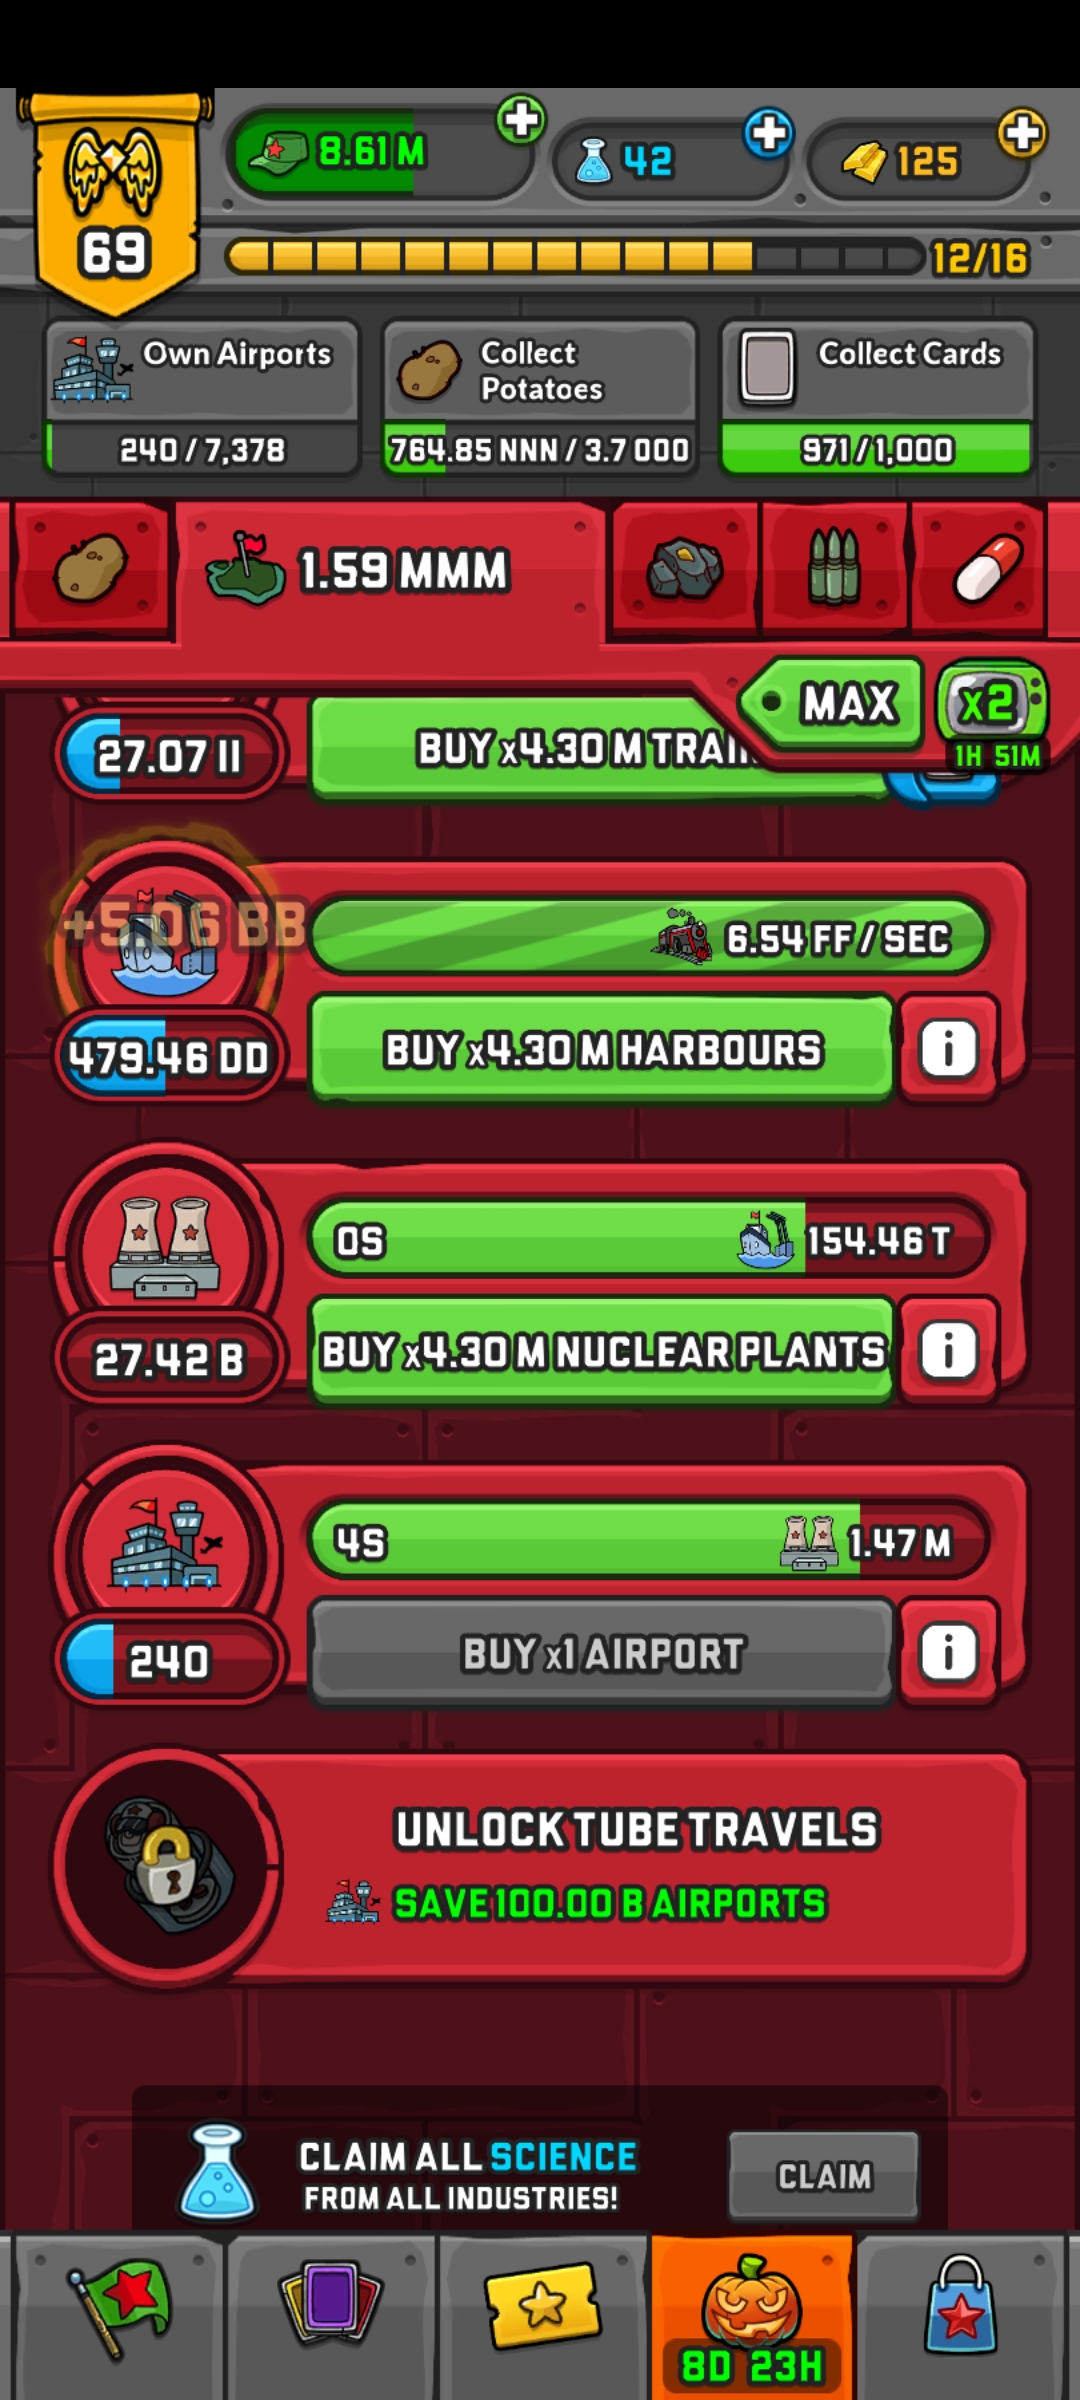 8.61 M
42
125
69
12/16
Own Airports
240 / 7,378
Collect
Potatoes
764.85 NNN / 3.7 OOO
Collect Cards
971 / 1,000
1.59 MMM
MAX
x2
1H 51M
27.07 II
BUY x4.30 M
+5.06 BB
6.54 FF / SEC
479.46 DD
BUY x4.30 M HARBOURS
i
0S
154.46 T
27.42 B
BUY x4.30 M NUCLEAR PLANTS
i
4S
1.47 M
240
BUY x1 AIRPORT
i
UNLOCK TUBE TRAVELS
SAVE 100.00 B AIRPORTS
CLAIM ALL SCIENCE
FROM ALL INDUSTRIES!
CLAIM
8D 23H